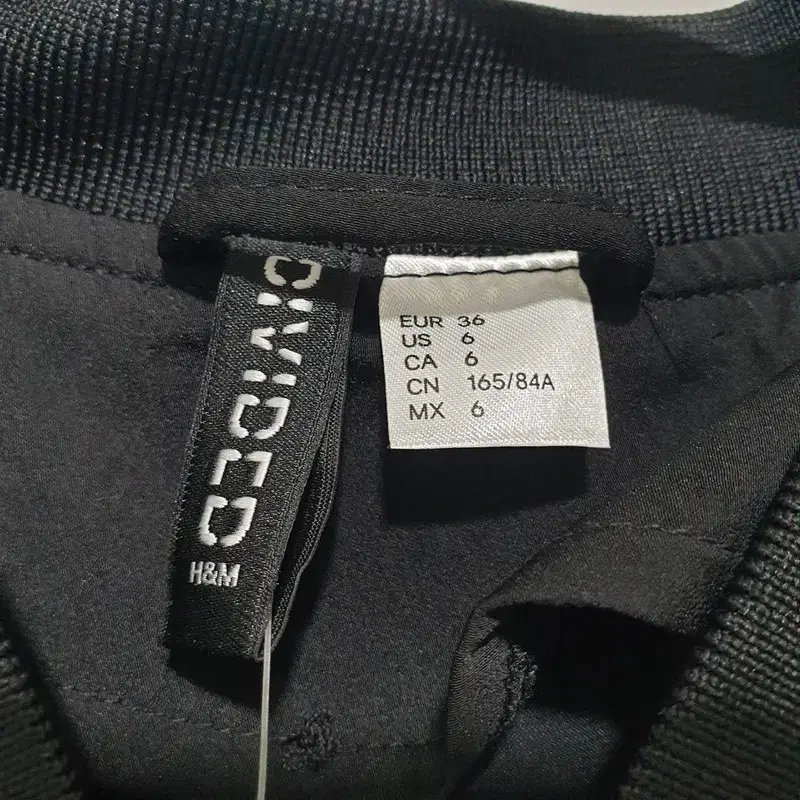 DIVIDED
H&M
EUR 36
US 6
CA 6
CN 165/84A
MX 6